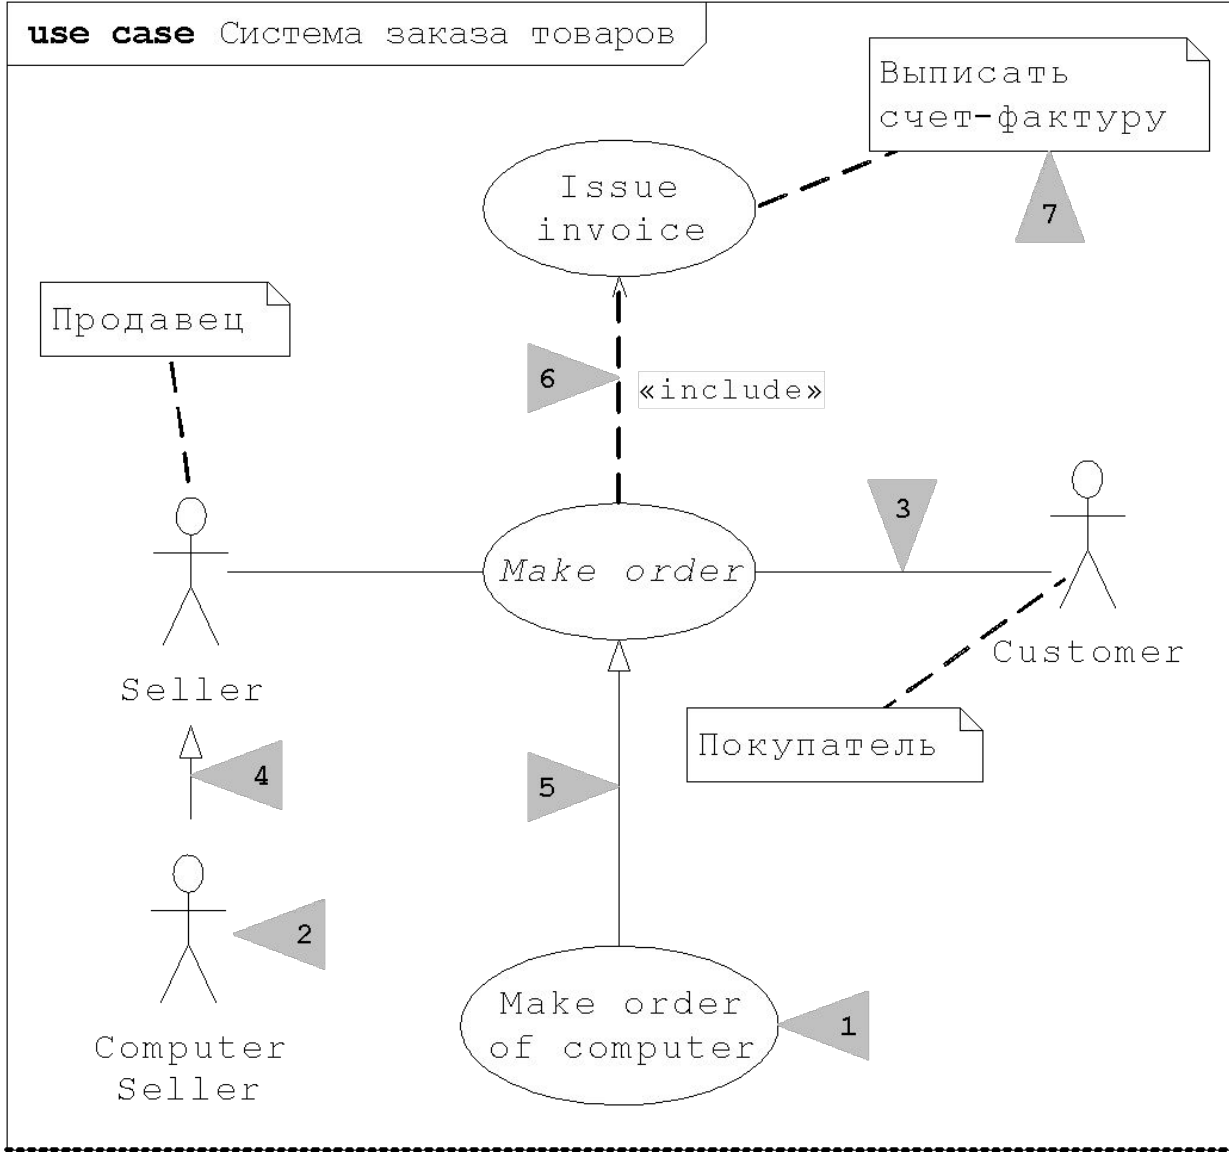 use case Система заказа товаров
Выписать
счет-фактуру
7
Issue
invoice
Продавец
6
«include»
3
Make order
Customer
Seller
Покупатель
4
5
2
Make order
of computer
1
Computer
Seller